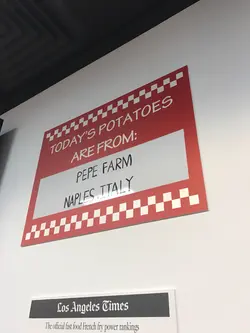 TODAY'S POTATOES
ARE FROM:
PEPE FARM
NAPLES ITALY
Los Angeles Times
The official fast food French fry power rankings